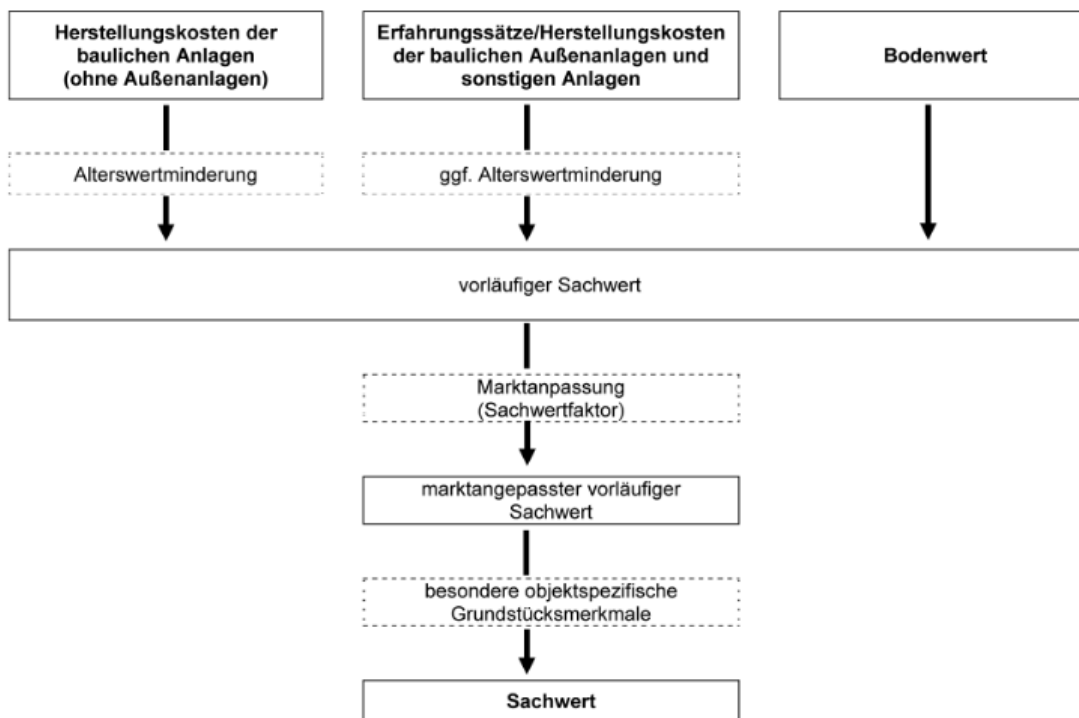 Herstellungskosten der
baulichen Anlagen
(ohne Außenanlagen)
Erfahrungssätze/Herstellungskosten
der baulichen Außenanlagen und
sonstigen Anlagen
Bodenwert
Alterswertminderung
ggf. Alterswertminderung
vorläufiger Sachwert
Marktanpassung
(Sachwertfaktor)
marktangepasster vorläufiger
Sachwert
besondere objektspezifische
Grundstücksmerkmale
Sachwert